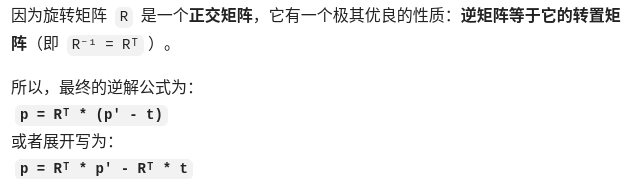 因为旋转矩阵 R 是一个正交矩阵，它有一个极其优良的性质：逆矩阵等于它的转置矩
阵（即 R⁻¹ = Rᵀ）。
所以，最终的逆解公式为：
p = Rᵀ * (p' - t)
或者展开写为：
p = Rᵀ * p' - Rᵀ * t